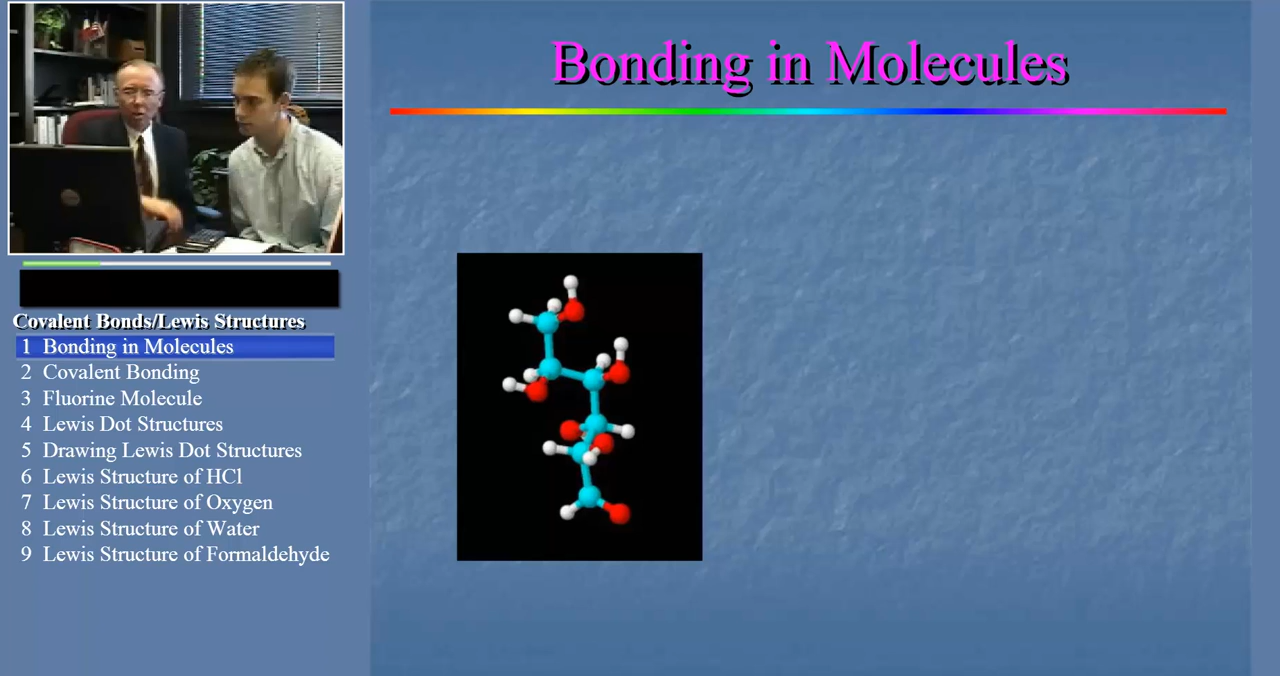 Bonding in Molecules
Covalent Bonds/Lewis Structures
1 Bonding in Molecules
2 Covalent Bonding
3 Fluorine Molecule
4 Lewis Dot Structures
5 Drawing Lewis Dot Structures
6 Lewis Structure of HCl
7 Lewis Structure of Oxygen
8 Lewis Structure of Water
9 Lewis Structure of Formaldehyde